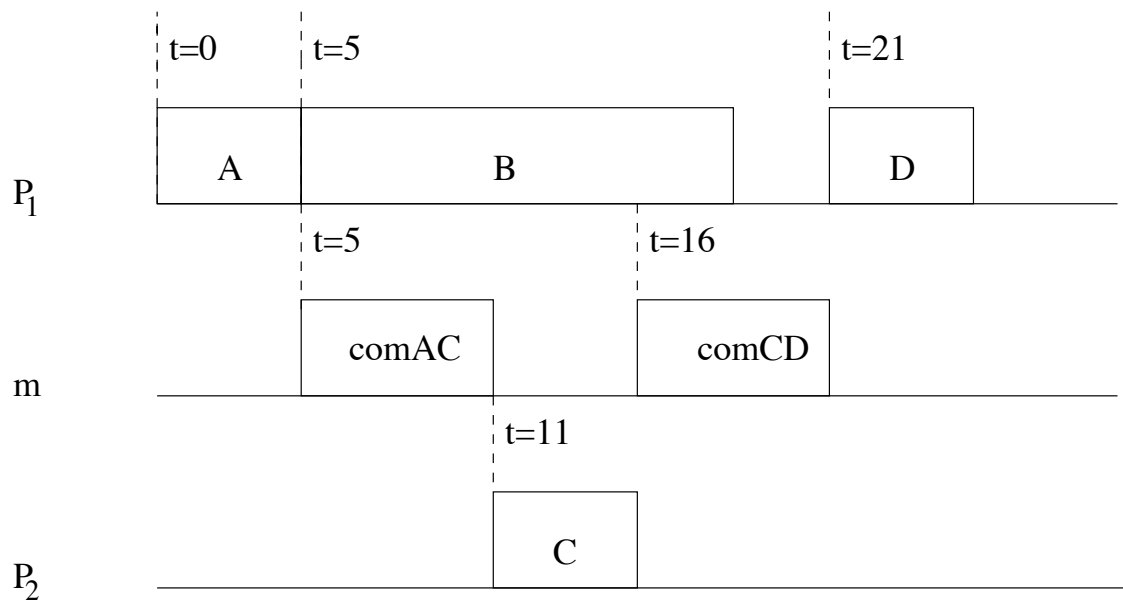 t=0 t=5 t=21
A B D
P1
t=5 t=16
comAC comCD
m
t=11
C
P2